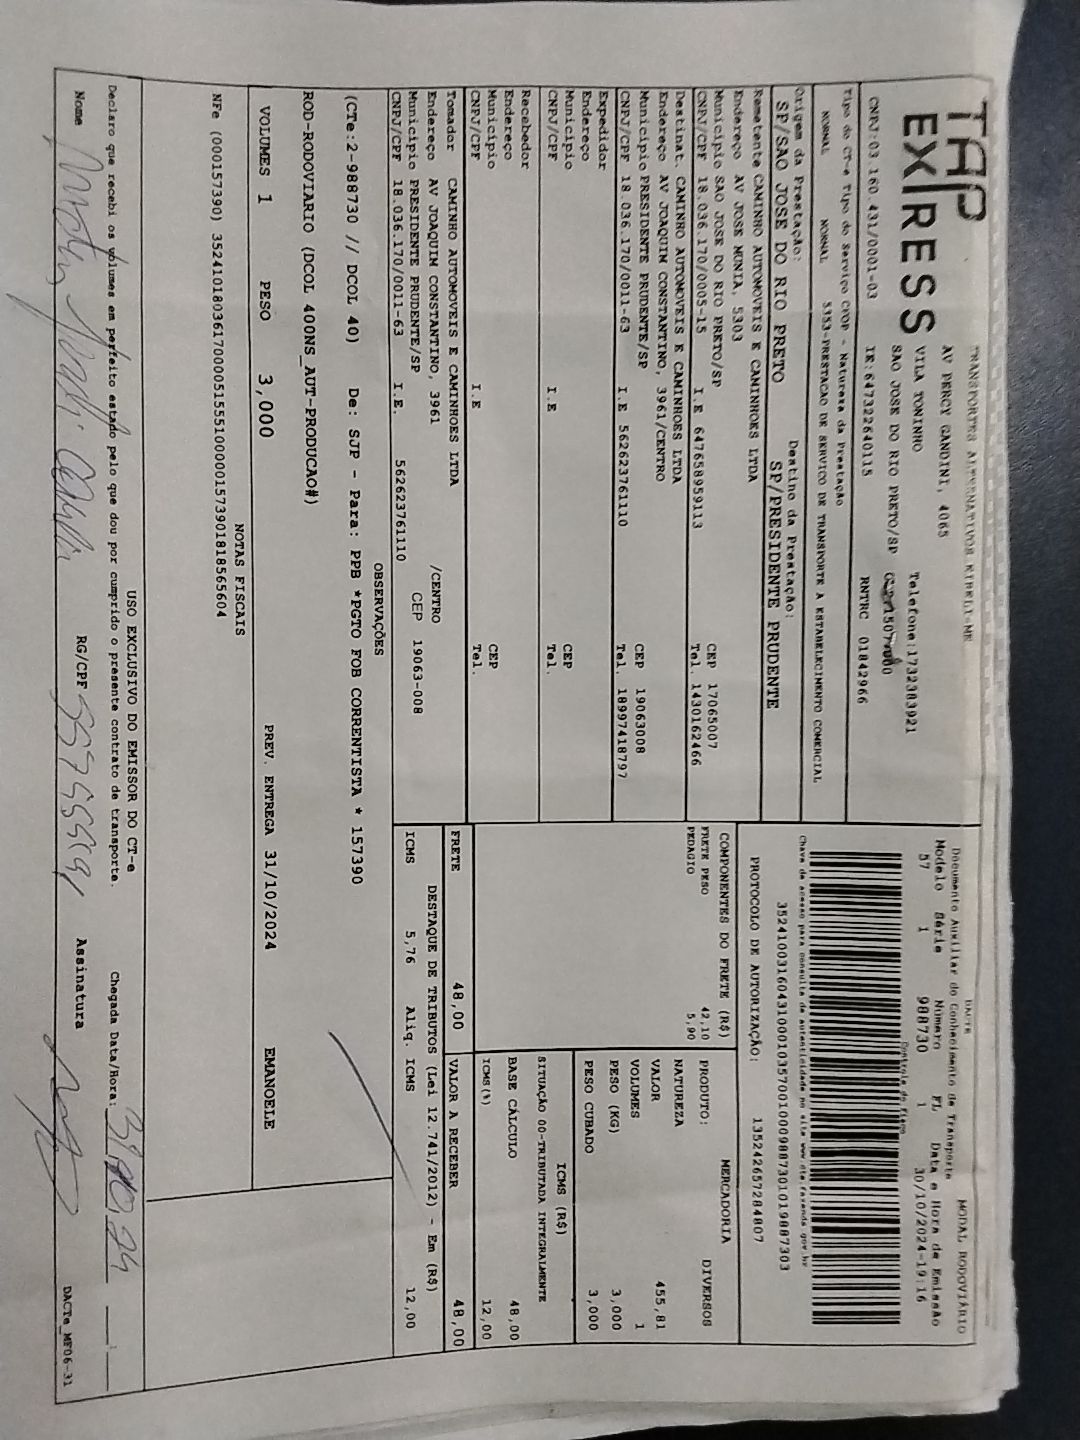 TAP
EXPRESS
TRANSPORTES ALTERNATIVOS EIRELI-ME
AV PERCY GANDINI, 4065
VILA TONINHO Telefone:1732383921
SAO JOSE DO RIO PRETO/SP
CNPJ:03.160.431/0001-03 IE:647322640115 RNTRC 01842966
Tipo do CT-e Tipo do Serviço CFOP - Natureza da Prestação
NORMAL NORMAL 5353-PRESTACAO DE SERVICO DE TRANSPORTE A ESTABELECIMENTO COMERCIAL
Origem da Prestação: Destino da Prestação:
SP/SAO JOSE DO RIO PRETO SP/PRESIDENTE PRUDENTE
Remetente CAMINHO AUTOMOVEIS E CAMINHOES LTDA
Endereço AV JOSE MUNIA, 5303
Município SAO JOSE DO RIO PRETO/SP CEP 17065007
CNPJ/CPF 18.036.170/0005-15 I.E 647658959113 Tel. 1430162466
Destinat. CAMINHO AUTOMOVEIS E CAMINHOES LTDA
Endereço AV JOAQUIM CONSTANTINO, 3961/CENTRO
Município PRESIDENTE PRUDENTE/SP CEP 19063008
CNPJ/CPF 18.036.170/0011-63 I.E 562623761110 Tel. 18997418797
Expedidor
Endereço
Município CEP
CNPJ/CPF I.E Tel.
Recebedor
Endereço
Município CEP
CNPJ/CPF I.E Tel.
Tomador CAMINHO AUTOMOVEIS E CAMINHOES LTDA
Endereço AV JOAQUIM CONSTANTINO, 3961 /CENTRO
Município PRESIDENTE PRUDENTE/SP CEP 19063-008
CNPJ/CPF 18.036.170/0011-63 I.E. 562623761110
DACTE MODAL RODOVIÁRIO
Documento Auxiliar do Conhecimento de Transporte
Modelo Série Número FL Data e Hora de Emissão
57 1 988730 1 30/10/2024-19:16
Controle do Fisco
Chave de acesso para consulta de autenticidade no site www.cte.fazenda.gov.br
35241003160431000103570010009887301019887303
PROTOCOLO DE AUTORIZAÇÃO: 135242657284807
COMPONENTES DO FRETE (R$)
FRETE PESO 42,10
PEDAGIO 5,90
PRODUTO: MERCADORIA
NATUREZA DIVERSOS
VALOR 455,81
VOLUMES 1
PESO (KG) 3,000
PESO CUBADO 3,000
ICMS (R$)
SITUAÇÃO 00-TRIBUTADA INTEGRALMENTE
BASE CÁLCULO 48,00
ICMS(%) 12,00
FRETE 48,00 VALOR A RECEBER 48,00
DESTAQUE DE TRIBUTOS (Lei 12.741/2012) - Em (R$)
ICMS 5,76 Aliq. ICMS 12,00
OBSERVAÇÕES
(CTe:2-988730 // DCOL 40) De: SJP - Para: PPB *PGTO FOB CORRENTISTA * 157390
ROD-RODOVIARIO (DCOL 400NS_AUT-PRODUCAO#)
VOLUMES 1 PESO 3,000 PREV. ENTREGA 31/10/2024 EMANOELE
NOTAS FISCAIS
NFe (000157390) 35241018036170000515551000001573901818565604
USO EXCLUSIVO DO EMISSOR DO CT-e
Declaro que recebi os volumes em perfeito estado pelo que dou por cumprido o presente contrato de transporte. Chegada Data/Hora:
Nome RG/CPF Assinatura DACTe_MF06-31